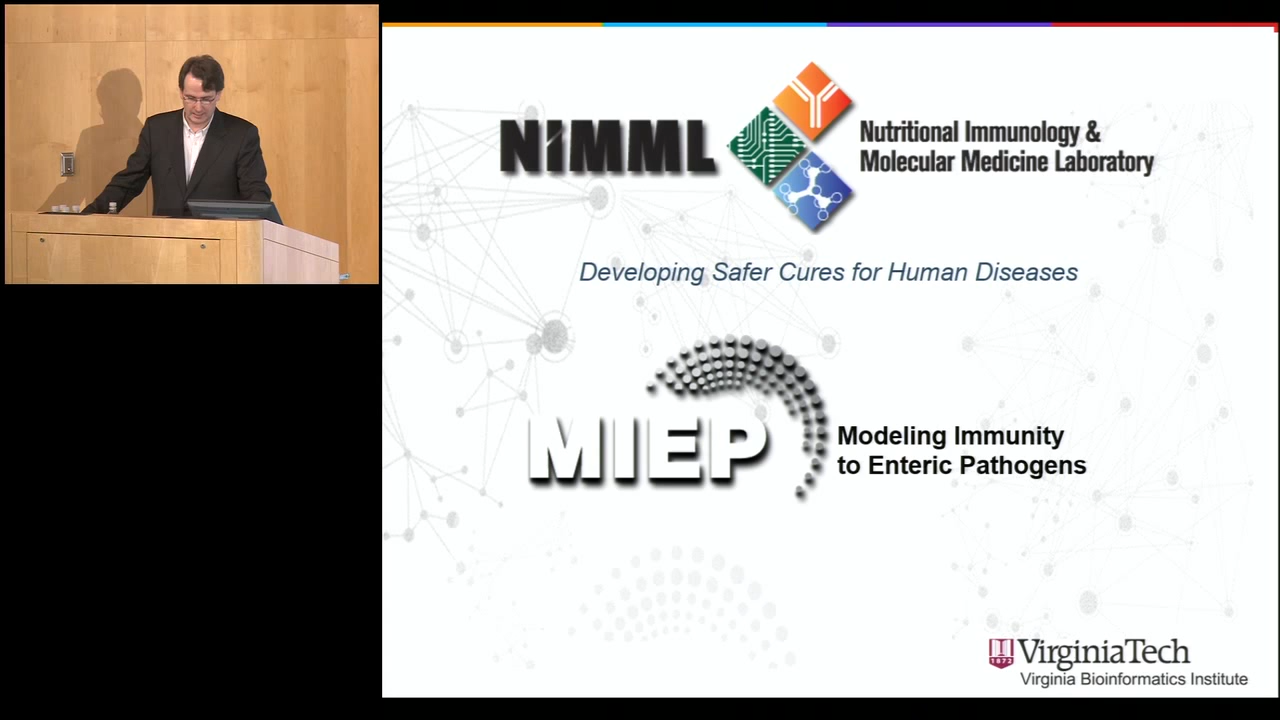 NIMML
Nutritional Immunology &
Molecular Medicine Laboratory
Developing Safer Cures for Human Diseases
MIEP
Modeling Immunity
to Enteric Pathogens
1872
VirginiaTech
Virginia Bioinformatics Institute